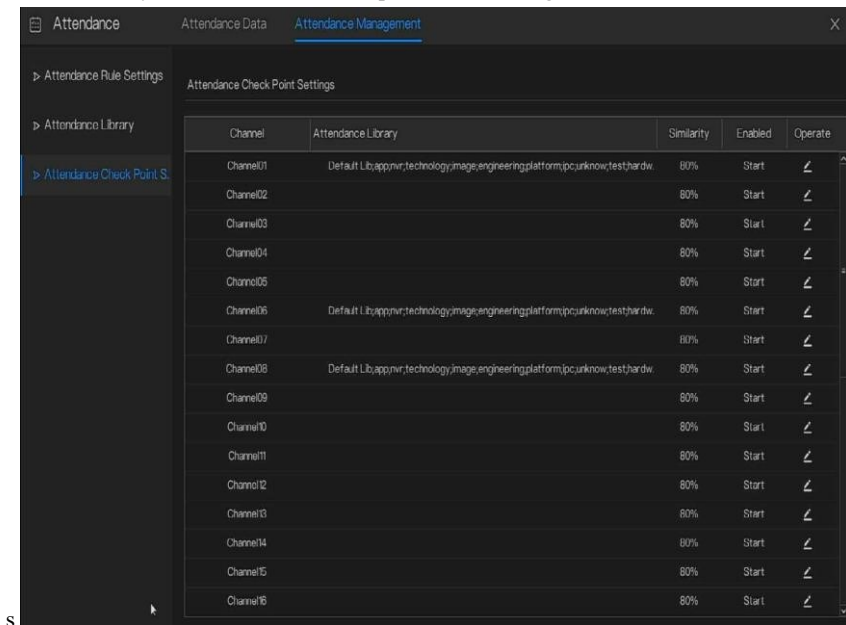 Attendance Attendance Data Attendance Management X
Attendance Rule Settings
Attendance Library
Attendance Check Point S.
Attendance Check Point Settings
Channel Attendance Library Similarity Enabled Operate
Channel01 Default Lib;app;nvr;technology;image;engineering;platform;ipc;unknow;test;hardw. 80% Start
Channel02 80% Start
Channel03 80% Start
Channel04 80% Start
Channel05 80% Start
Channel06 Default Lib;app;nvr;technology;image;engineering;platform;ipc;unknow;test;hardw. 80% Start
Channel07 80% Start
Channel08 Default Lib;app;nvr;technology;image;engineering;platform;ipc;unknow;test;hardw. 80% Start
Channel09 80% Start
Channel10 80% Start
Channel11 80% Start
Channel12 80% Start
Channel13 80% Start
Channel14 80% Start
Channel15 80% Start
Channel16 80% Start
s